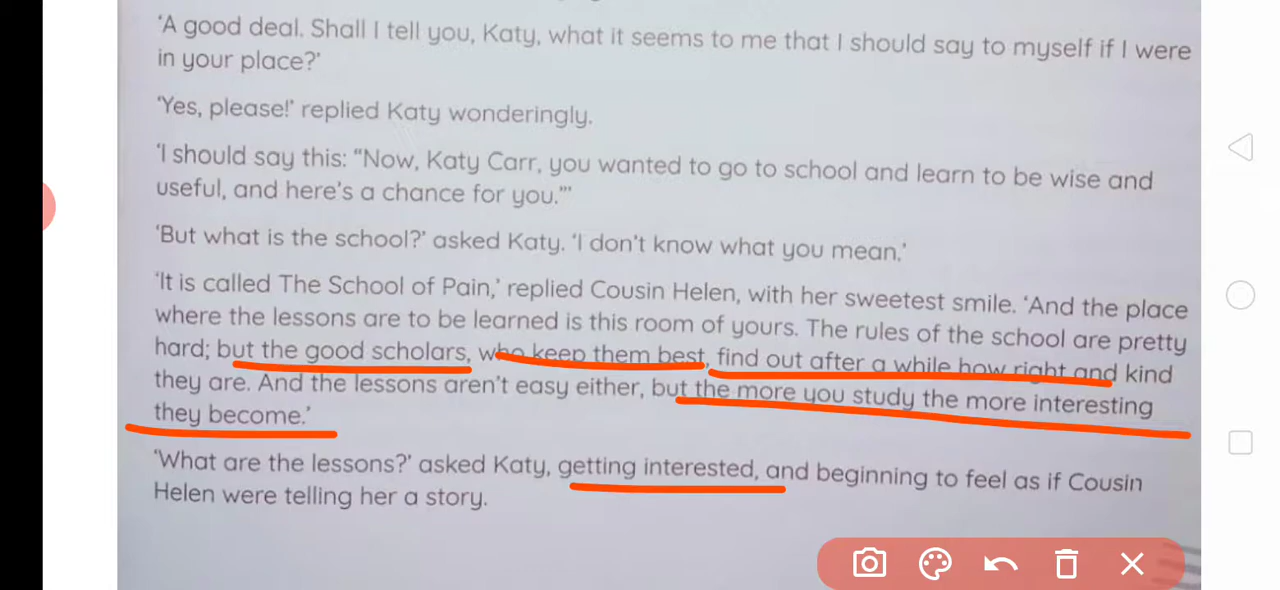 'A good deal. Shall I tell you, Katy, what it seems to me that I should say to myself if I were
in your place?'
'Yes, please!' replied Katy wonderingly.
'I should say this: "Now, Katy Carr, you wanted to go to school and learn to be wise and
useful, and here's a chance for you."'
'But what is the school?' asked Katy. 'I don't know what you mean.'
'It is called The School of Pain,' replied Cousin Helen, with her sweetest smile. 'And the place
where the lessons are to be learned is this room of yours. The rules of the school are pretty
hard; but the good scholars, who keep them best, find out after a while how right and kind
they are. And the lessons aren't easy either, but the more you study the more interesting
they become.'
'What are the lessons?' asked Katy, getting interested, and beginning to feel as if Cousin
Helen were telling her a story.